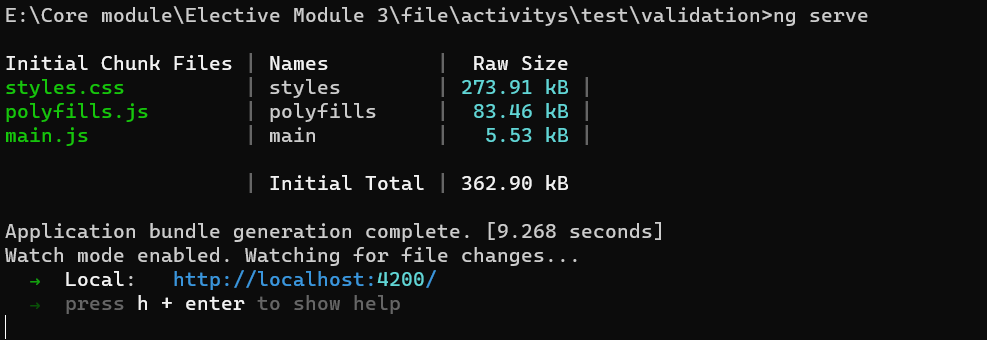 E:\Core module\Elective Module 3\file\activitys\test\validation>ng serve
Initial Chunk Files | Names | Raw Size
styles.css | styles | 273.91 kB |
polyfills.js | polyfills | 83.46 kB |
main.js | main | 5.53 kB |
| Initial Total | 362.90 kB
Application bundle generation complete. [9.268 seconds]
Watch mode enabled. Watching for file changes...
➜ Local: http://localhost:4200/
➜ press h + enter to show help